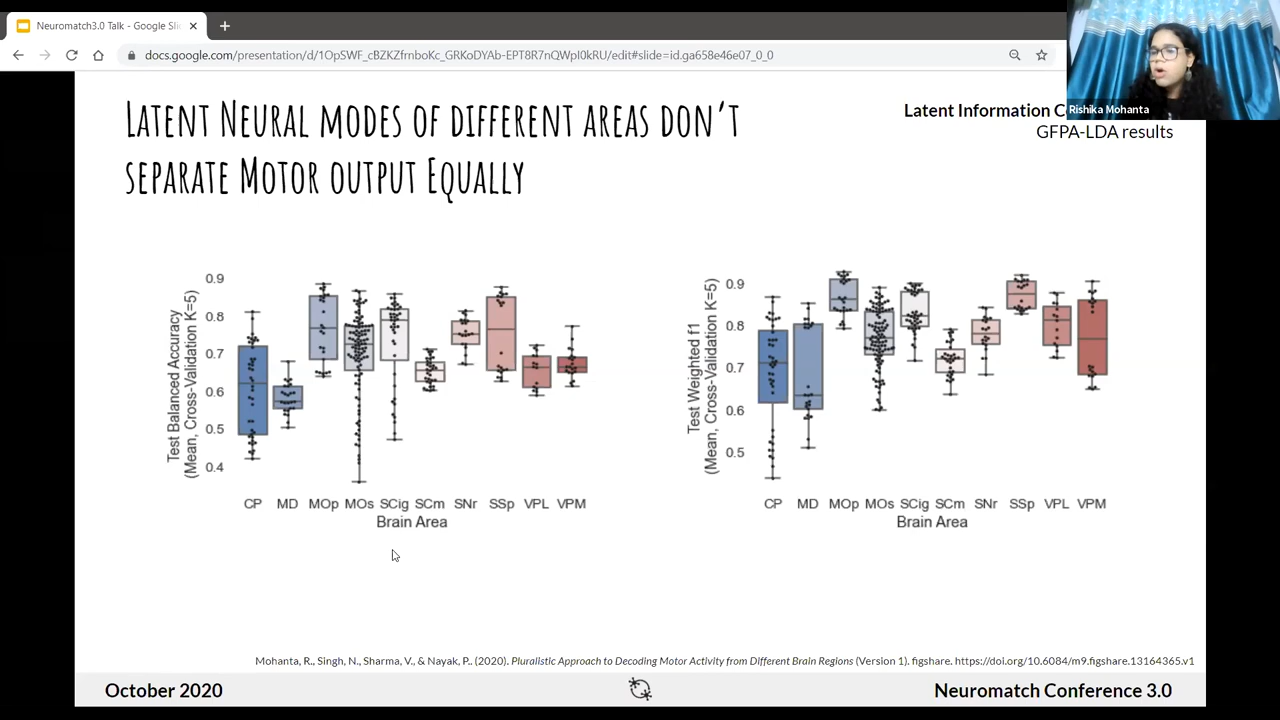 Neuromatch3.0 Talk - Google Slic
docs.google.com/presentation/d/1OpSWF_cBZKZfrnboKc_GRKoDYAb-EPT8R7nQWpl0kRU/edit#slide=id.ga658e46e07_0_0
Rishika Mohanta
Latent Neural modes of different areas don't
separate Motor output Equally
Latent Information
GFPA-LDA results
Test Balanced Accuracy
(Mean, Cross-Validation K=5)
0.9
0.8
0.7
0.6
0.5
0.4
CP MD MOp MOs SCig SCm SNr SSp VPL VPM
Brain Area
Test Weighted f1
(Mean, Cross-Validation K=5)
0.9
0.8
0.7
0.6
0.5
CP MD MOp MOs SCig SCm SNr SSp VPL VPM
Brain Area
Mohanta, R., Singh, N., Sharma, V., & Nayak, P.. (2020). Pluralistic Approach to Decoding Motor Activity from Different Brain Regions (Version 1). figshare. https://doi.org/10.6084/m9.figshare.13164365.v1
October 2020
Neuromatch Conference 3.0